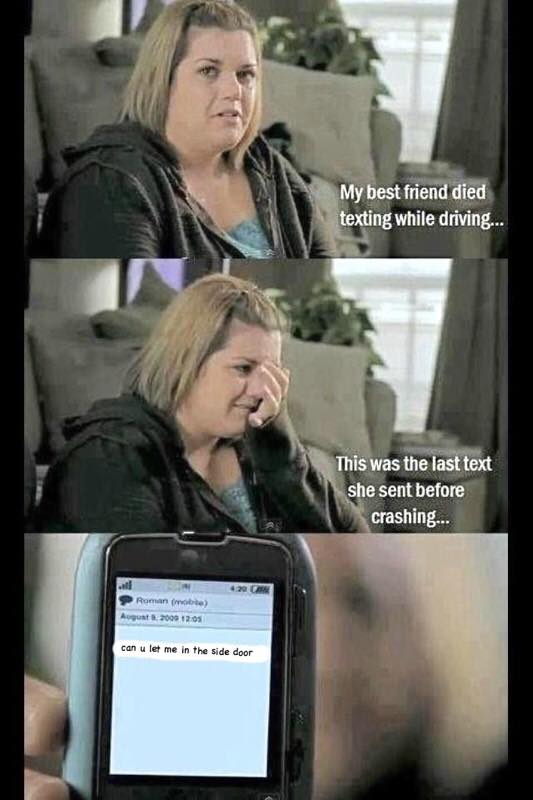 My best friend died
texting while driving...
This was the last text
she sent before
crashing...
4:20
Roman (mobile)
August 9, 2009 12:05
can u let me in the side door